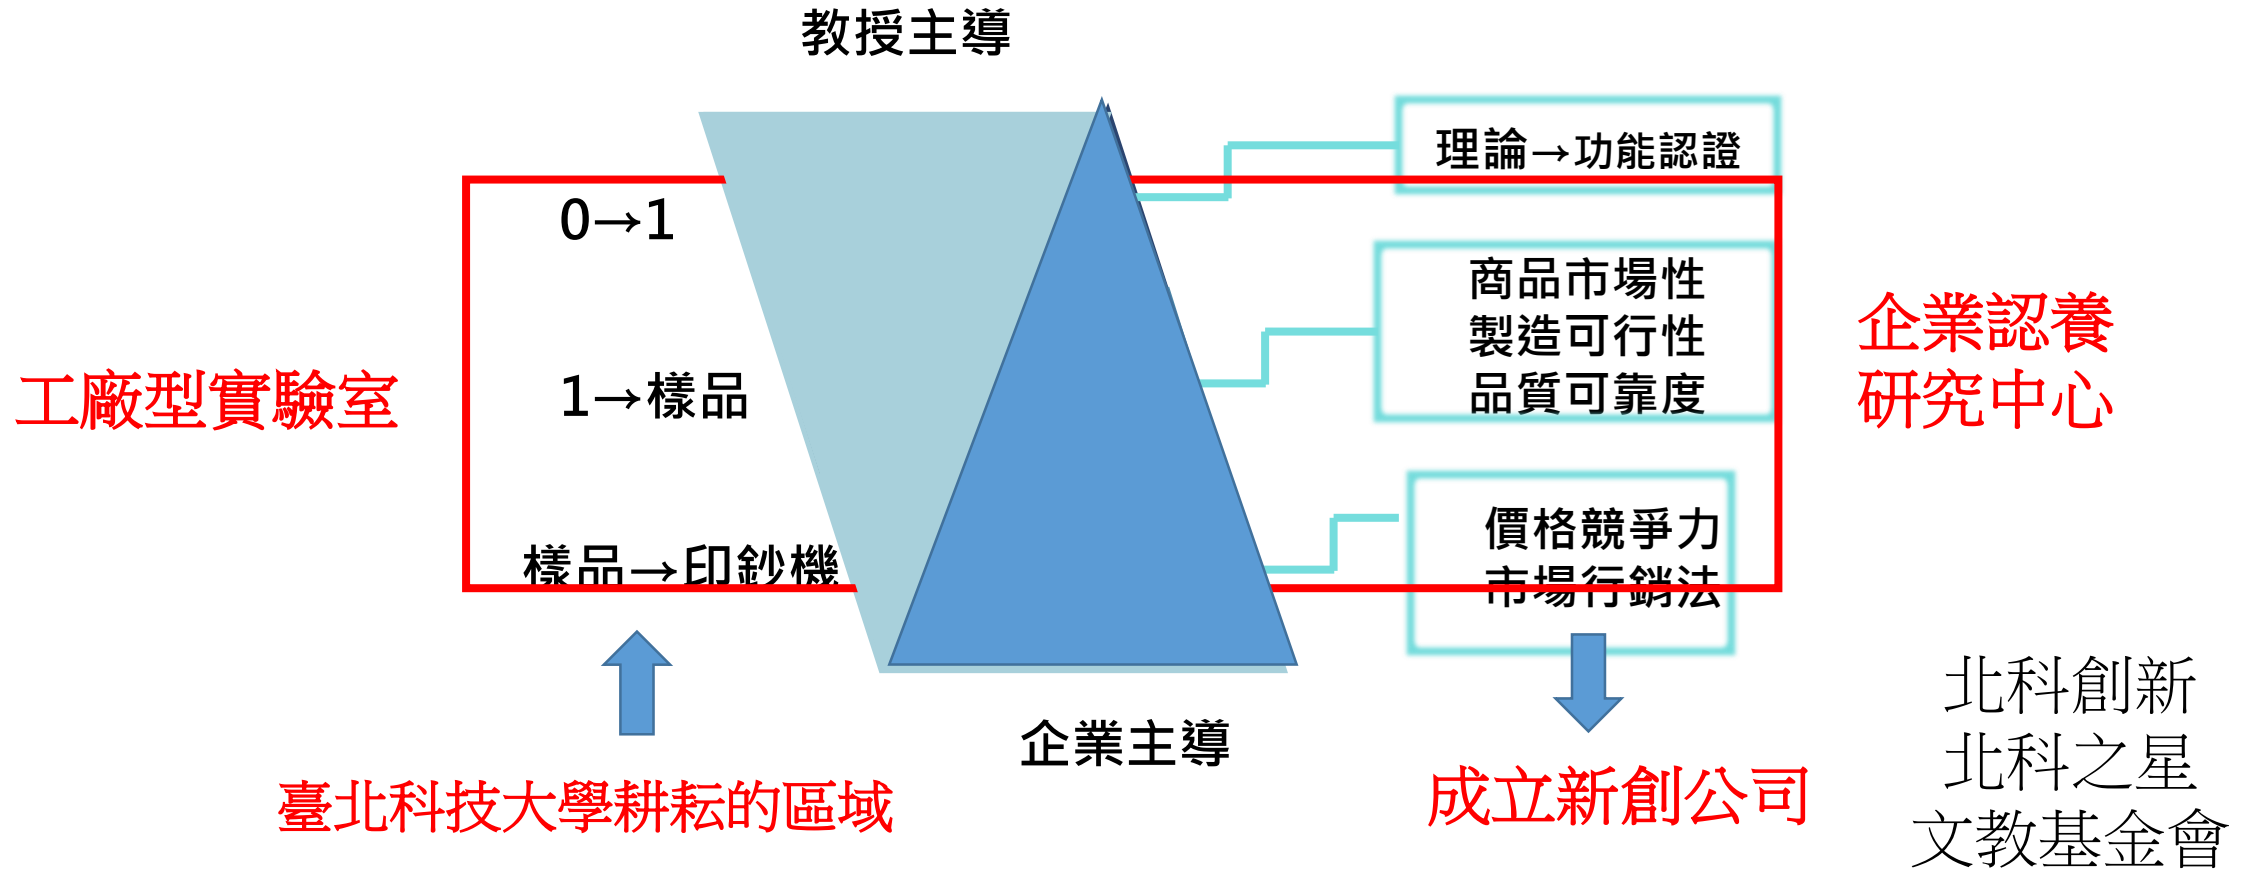 教授主導
理論→功能認證
0→1
商品市場性
製造可行性
品質可靠度
企業認養
研究中心
工廠型實驗室
1→樣品
價格競爭力
市場行銷法
樣品→印鈔機
企業主導
臺北科技大學耕耘的區域
成立新創公司
北科創新
北科之星
文教基金會